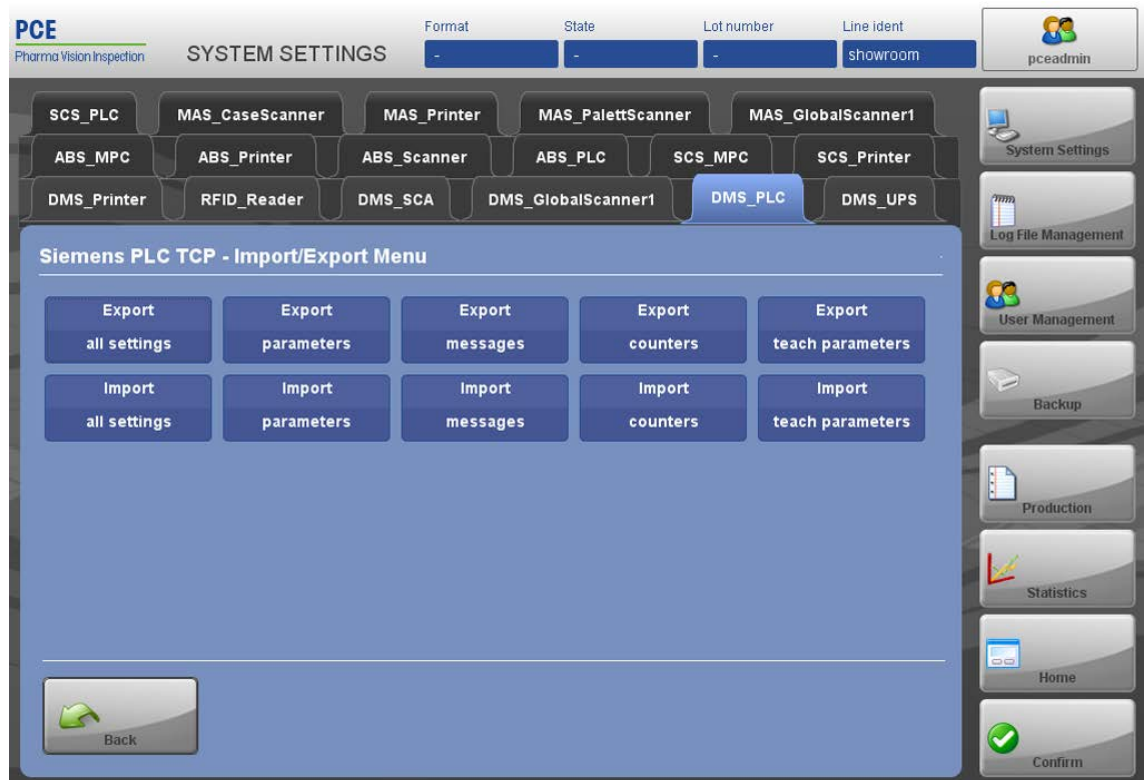 PCE
Pharma Vision Inspection
SYSTEM SETTINGS
Format
State
Lot number
Line ident
-
-
-
showroom
pceadmin
SCS_PLC
MAS_CaseScanner
MAS_Printer
MAS_PalettScanner
MAS_GlobalScanner1
ABS_MPC
ABS_Printer
ABS_Scanner
ABS_PLC
SCS_MPC
SCS_Printer
DMS_Printer
RFID_Reader
DMS_SCA
DMS_GlobalScanner1
DMS_PLC
DMS_UPS
Siemens PLC TCP - Import/Export Menu
Export
all settings
Export
parameters
Export
messages
Export
counters
Export
teach parameters
Import
all settings
Import
parameters
Import
messages
Import
counters
Import
teach parameters
Back
System Settings
Log File Management
User Management
Backup
Production
Statistics
Home
Confirm